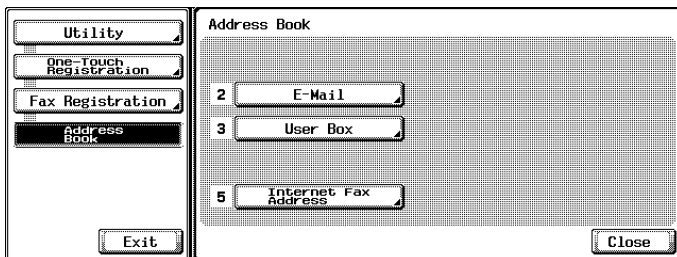 Utility
One-Touch
Registration
Fax Registration
Address
Book
Exit
Address Book
2 E-Mail
3 User Box
5 Internet Fax
Address
Close